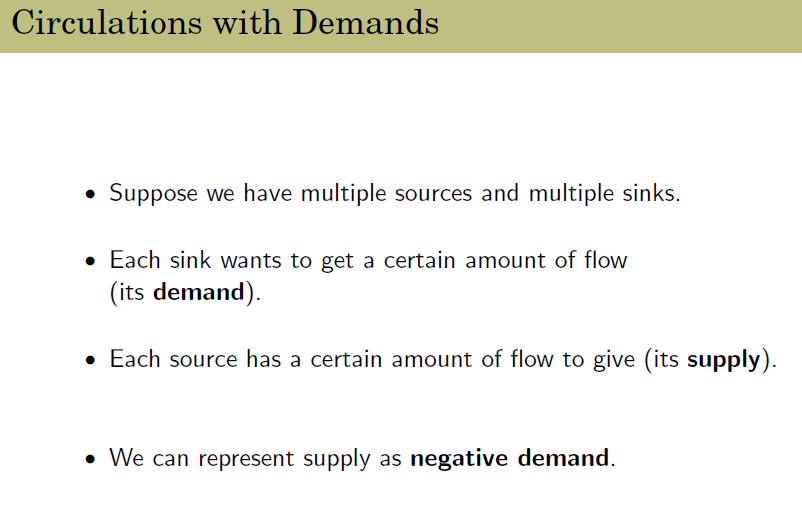 Circulations with Demands
• Suppose we have multiple sources and multiple sinks.
• Each sink wants to get a certain amount of flow
(its demand).
• Each source has a certain amount of flow to give (its supply).
• We can represent supply as negative demand.